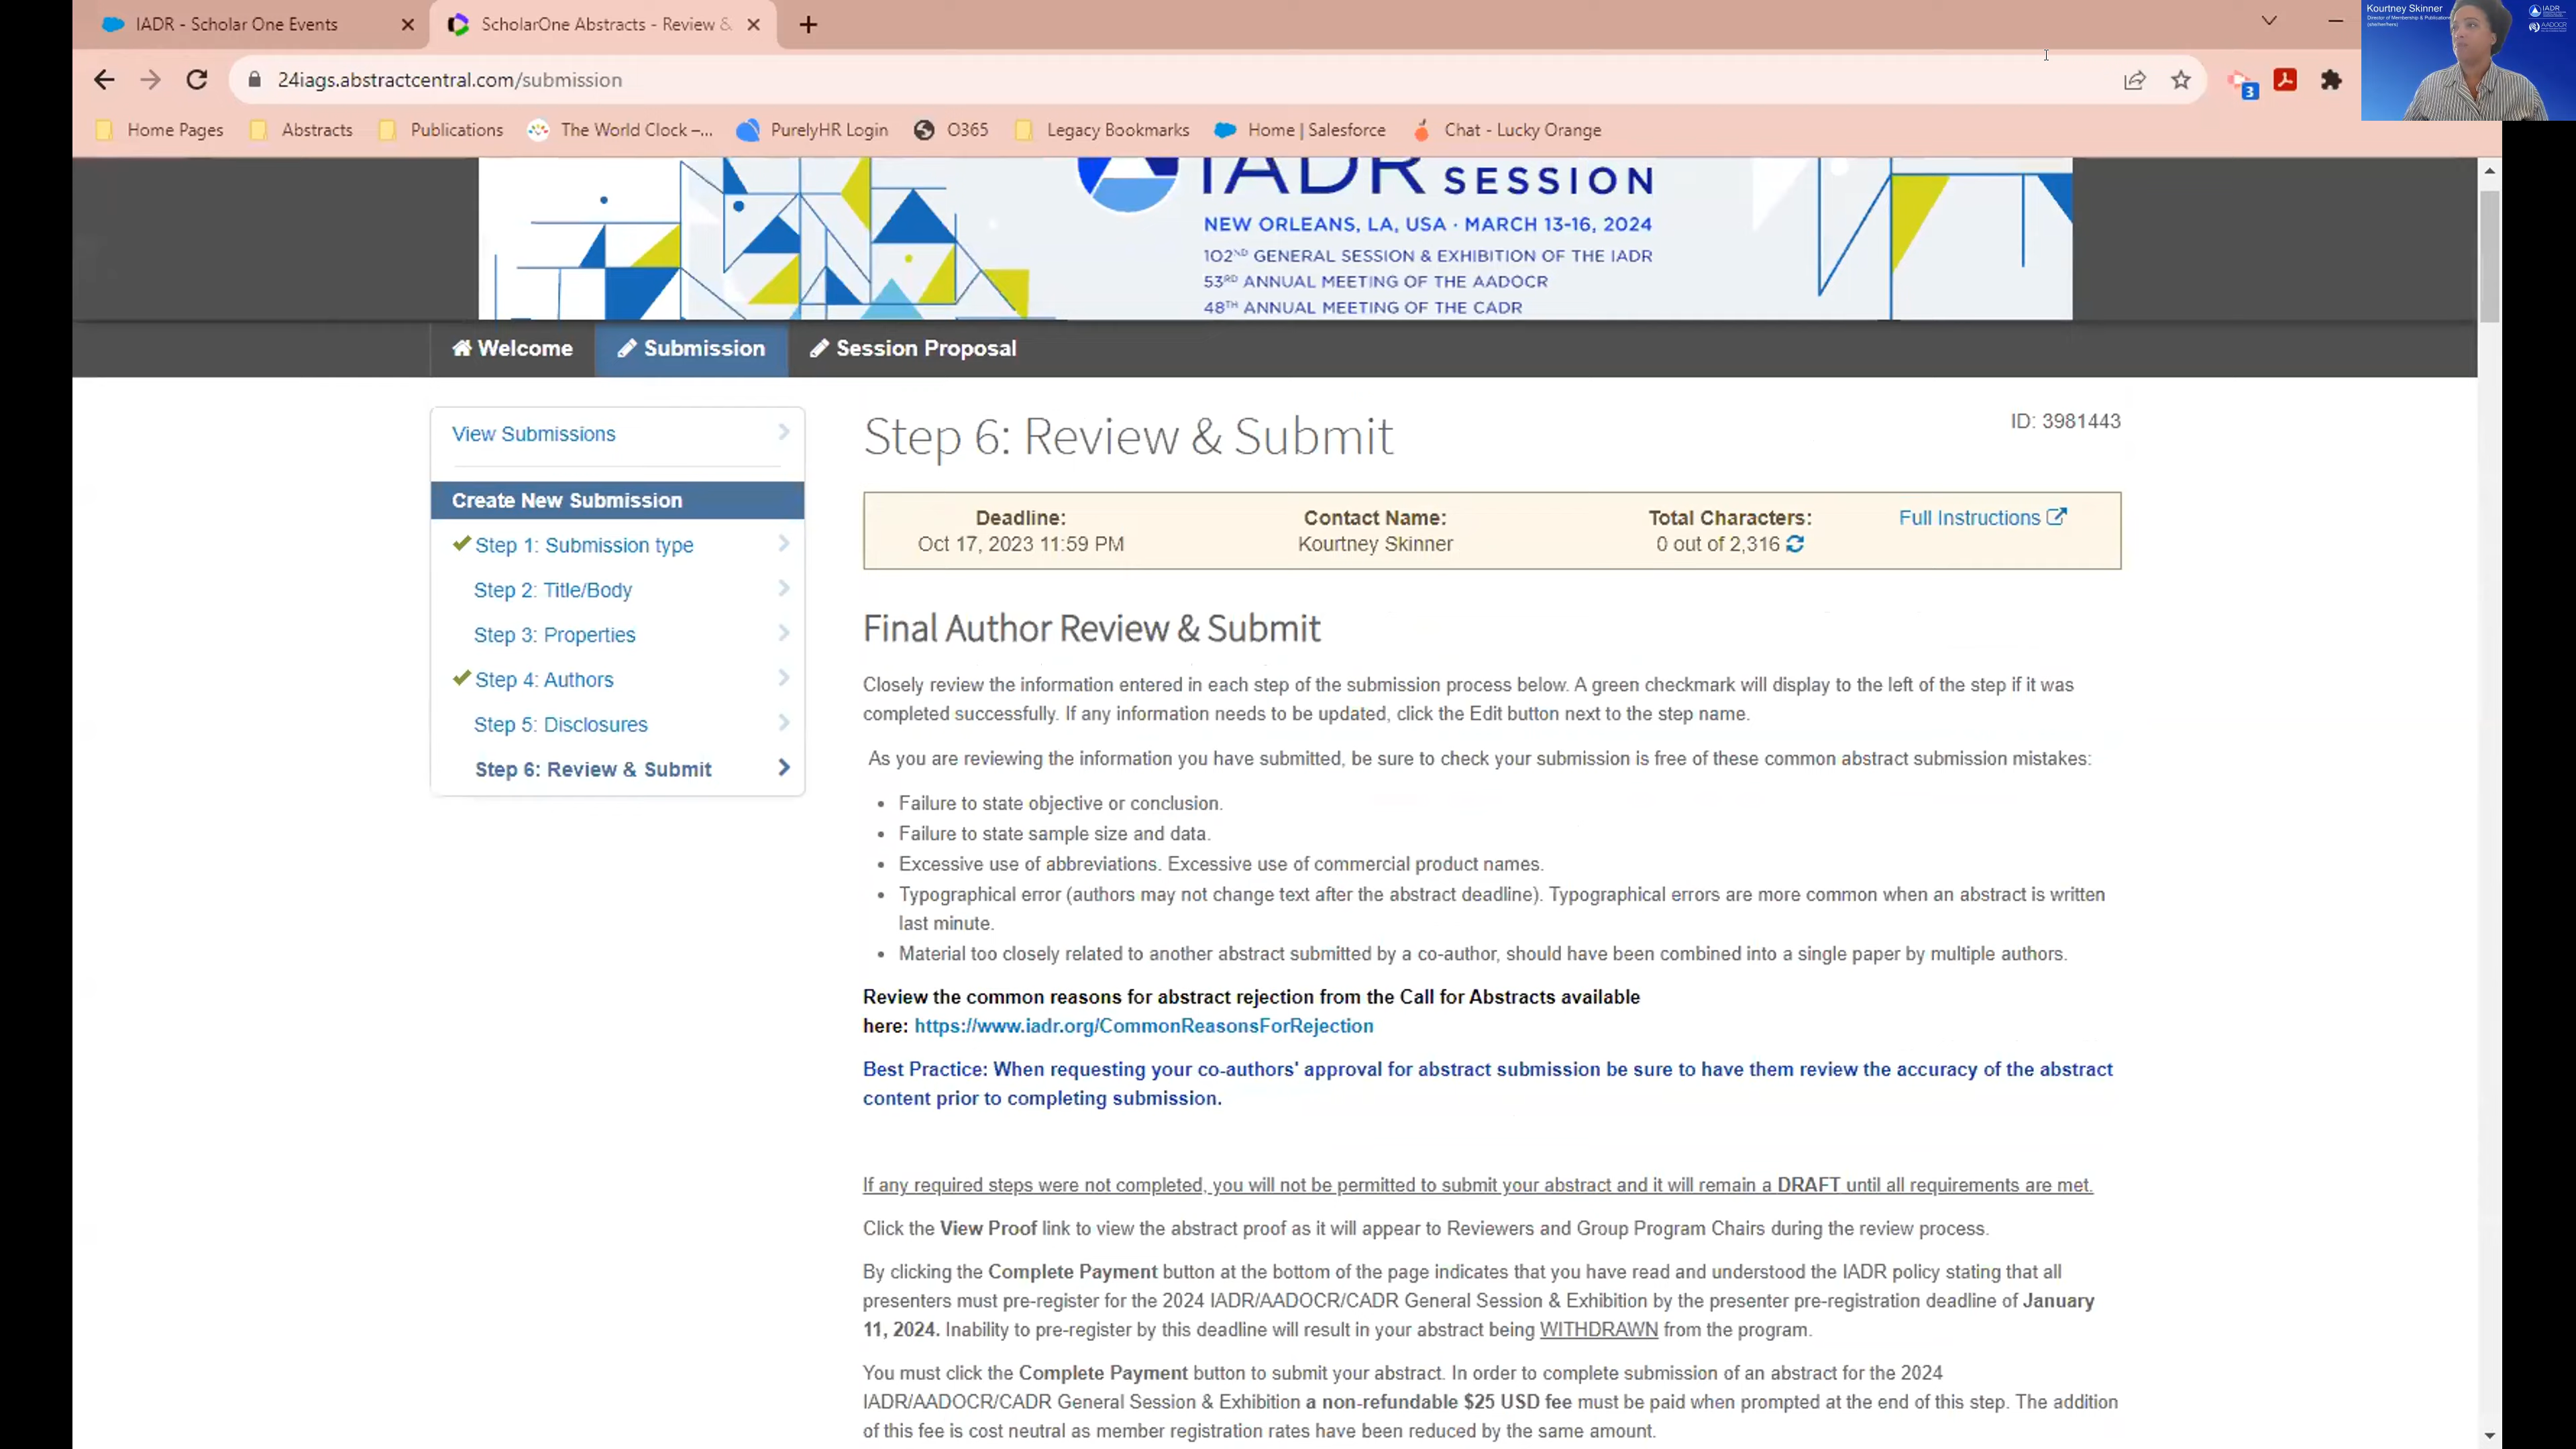 IADR - Scholar One Events
ScholarOne Abstracts - Review &
Kourtney Skinner
Director of Membership & Publications
(she/her/hers)
IADR
AADOCR
24iags.abstractcentral.com/submission
3
Home Pages
Abstracts
Publications
The World Clock –...
PurelyHR Login
O365
Legacy Bookmarks
Home | Salesforce
Chat - Lucky Orange
IADR SESSION
NEW ORLEANS, LA, USA · MARCH 13-16, 2024
102ND GENERAL SESSION & EXHIBITION OF THE IADR
53RD ANNUAL MEETING OF THE AADOCR
48TH ANNUAL MEETING OF THE CADR
Welcome
Submission
Session Proposal
View Submissions
Create New Submission
Step 1: Submission type
Step 2: Title/Body
Step 3: Properties
Step 4: Authors
Step 5: Disclosures
Step 6: Review & Submit
Step 6: Review & Submit
ID: 3981443
Deadline:
Oct 17, 2023 11:59 PM
Contact Name:
Kourtney Skinner
Total Characters:
0 out of 2,316
Full Instructions
Final Author Review & Submit
Closely review the information entered in each step of the submission process below. A green checkmark will display to the left of the step if it was
completed successfully. If any information needs to be updated, click the Edit button next to the step name.
As you are reviewing the information you have submitted, be sure to check your submission is free of these common abstract submission mistakes:
• Failure to state objective or conclusion.
• Failure to state sample size and data.
• Excessive use of abbreviations. Excessive use of commercial product names.
• Typographical error (authors may not change text after the abstract deadline). Typographical errors are more common when an abstract is written
last minute.
• Material too closely related to another abstract submitted by a co-author, should have been combined into a single paper by multiple authors.
Review the common reasons for abstract rejection from the Call for Abstracts available
here: https://www.iadr.org/CommonReasonsForRejection
Best Practice: When requesting your co-authors' approval for abstract submission be sure to have them review the accuracy of the abstract
content prior to completing submission.
If any required steps were not completed, you will not be permitted to submit your abstract and it will remain a DRAFT until all requirements are met.
Click the View Proof link to view the abstract proof as it will appear to Reviewers and Group Program Chairs during the review process.
By clicking the Complete Payment button at the bottom of the page indicates that you have read and understood the IADR policy stating that all
presenters must pre-register for the 2024 IADR/AADOCR/CADR General Session & Exhibition by the presenter pre-registration deadline of January
11, 2024. Inability to pre-register by this deadline will result in your abstract being WITHDRAWN from the program.
You must click the Complete Payment button to submit your abstract. In order to complete submission of an abstract for the 2024
IADR/AADOCR/CADR General Session & Exhibition a non-refundable $25 USD fee must be paid when prompted at the end of this step. The addition
of this fee is cost neutral as member registration rates have been reduced by the same amount.